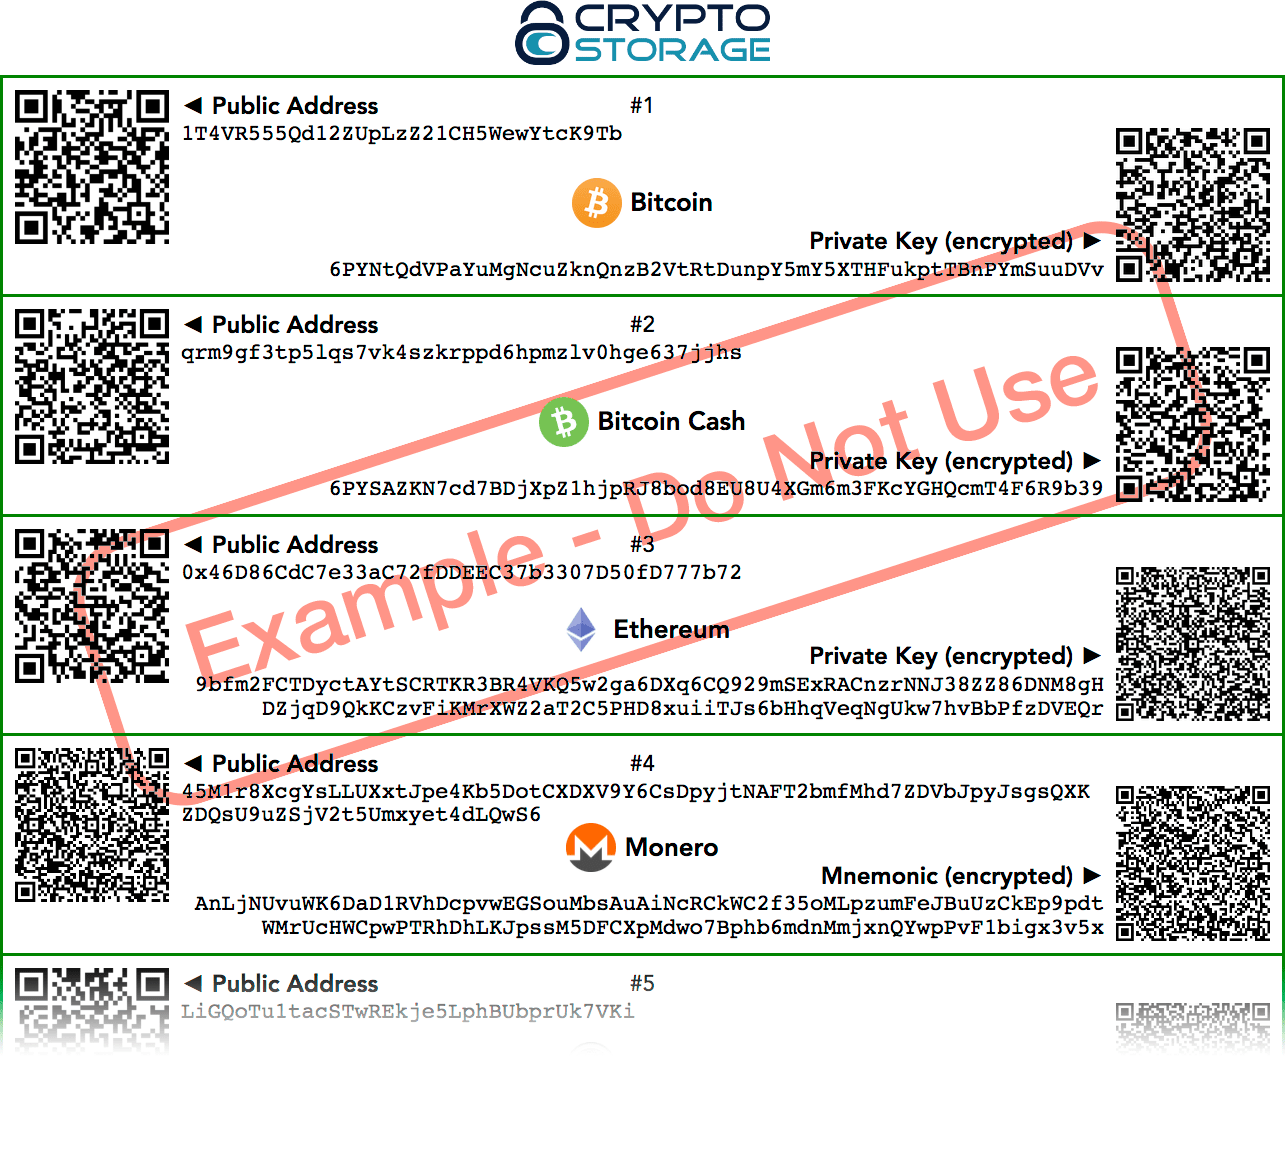 CRYPTO
STORAGE
◄ Public Address #1
1T4VR555Qd12ZUpLzZ21CH5WewYtcK9Tb
Bitcoin
Private Key (encrypted) ►
6PYNtQdVPaYuMgNcuZknQnzB2VtRtDunpY5mY5XTHFukptTBnPYmSuuDVv
◄ Public Address #2
qrm9gf3tp5lqs7vk4szkrppd6hpmzlv0hge637jjhs
Bitcoin Cash
Private Key (encrypted) ►
6PYSAZKN7cd7BDjXpZ1hjpRJ8bod8EU8U4XGm6m3FKcYGHQcmT4F6R9b39
Example - Do Not Use
◄ Public Address #3
0x46D86CdC7e33aC72fDDEEC37b3307D50fD777b72
Ethereum
Private Key (encrypted) ►
9bfm2FCTDyctAYtSCRTKR3BR4VKQ5w2ga6DXq6CQ929mSExRACnzrNNJ38ZZ86DNM8gH
DZjqD9QkKCzvFiKMrXWZ2aT2C5PHD8xuiiTJs6bHhqVeqNgUkw7hvBbPfzDVEQr
◄ Public Address #4
45M1r8XcgYsLLUXxtJpe4Kb5DotCXDXV9Y6CsDpyjtNAFT2bmfMhd7ZDVbJpyJsgsQXK
ZDQsU9uZSjV2t5Umxyet4dLQwS6
Monero
Mnemonic (encrypted) ►
AnLjNUvuWK6DaD1RVhDcpvwEGSouMbsAuAiNcRCkWC2f35oMLpzumFeJBuUzCkEp9pdt
WMrUcHWCpwPTRhDhLKJpssM5DFCXpMdwo7Bphb6mdnMmjxnQYwpPvF1bigx3v5x
◄ Public Address #5
LiGQoTu1tacSTwREkje5LphBUbprUk7VKi